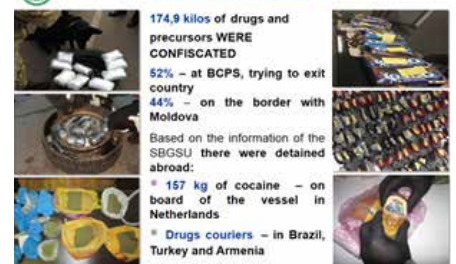 174,9 kilos of drugs and
precursors WERE
CONFISCATED
52% – at BCPS, trying to exit
country
44% – on the border with
Moldova
Based on the information of the
SBGSU there were detained
abroad:
* 157 kg of cocaine – on
board of the vessel in
Netherlands
* Drugs couriers – in Brazil,
Turkey and Armenia